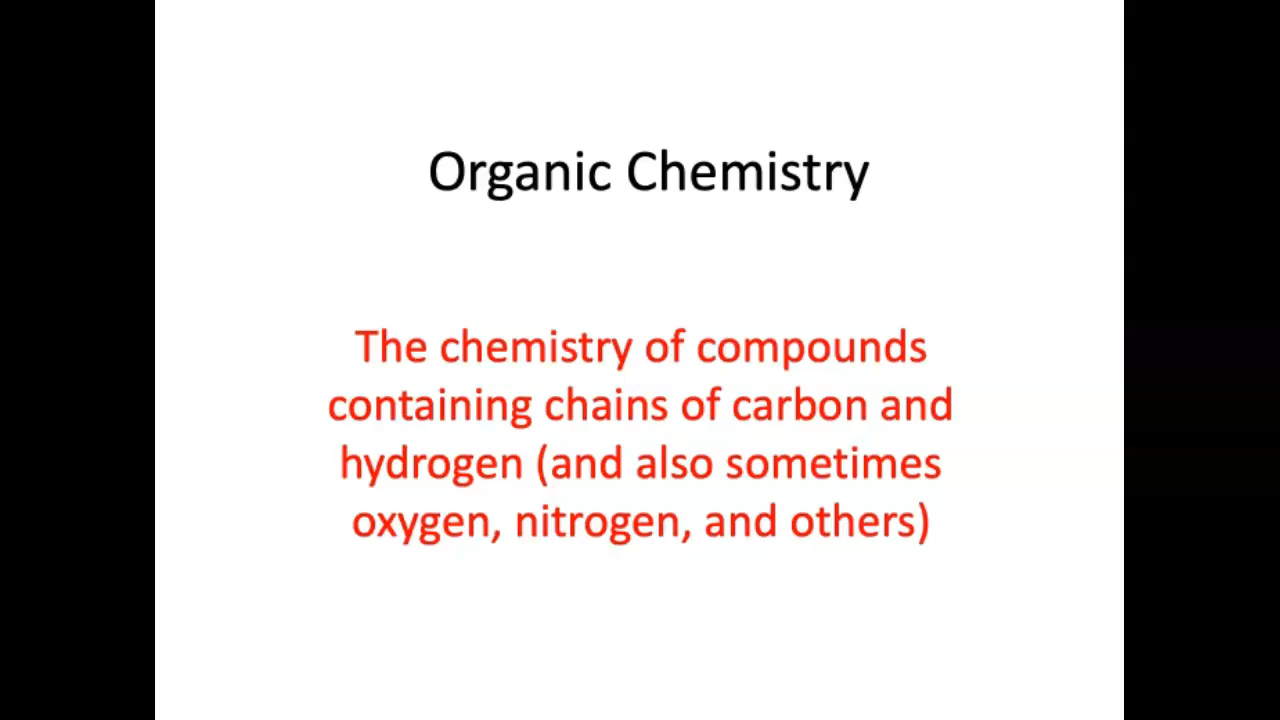 Organic Chemistry
The chemistry of compounds
containing chains of carbon and
hydrogen (and also sometimes
oxygen, nitrogen, and others)